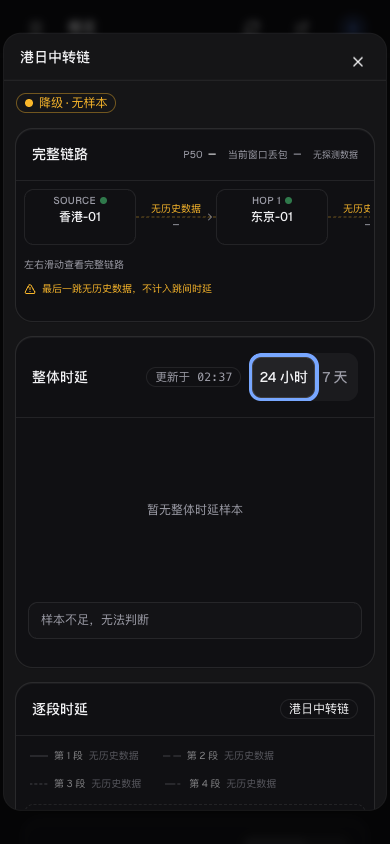 港日中转链
降级·无样本
完整链路 P50 — 当前窗口丢包 — 无探测数据
SOURCE 无历史数据 HOP 1 无历史
香港-01 — 东京-01 —
左右滑动查看完整链路
最后一跳无历史数据，不计入跳间时延
整体时延 更新于 02:37 24 小时 7 天
暂无整体时延样本
样本不足，无法判断
逐段时延 港日中转链
第 1 段 无历史数据 第 2 段 无历史数据
第 3 段 无历史数据 第 4 段 无历史数据